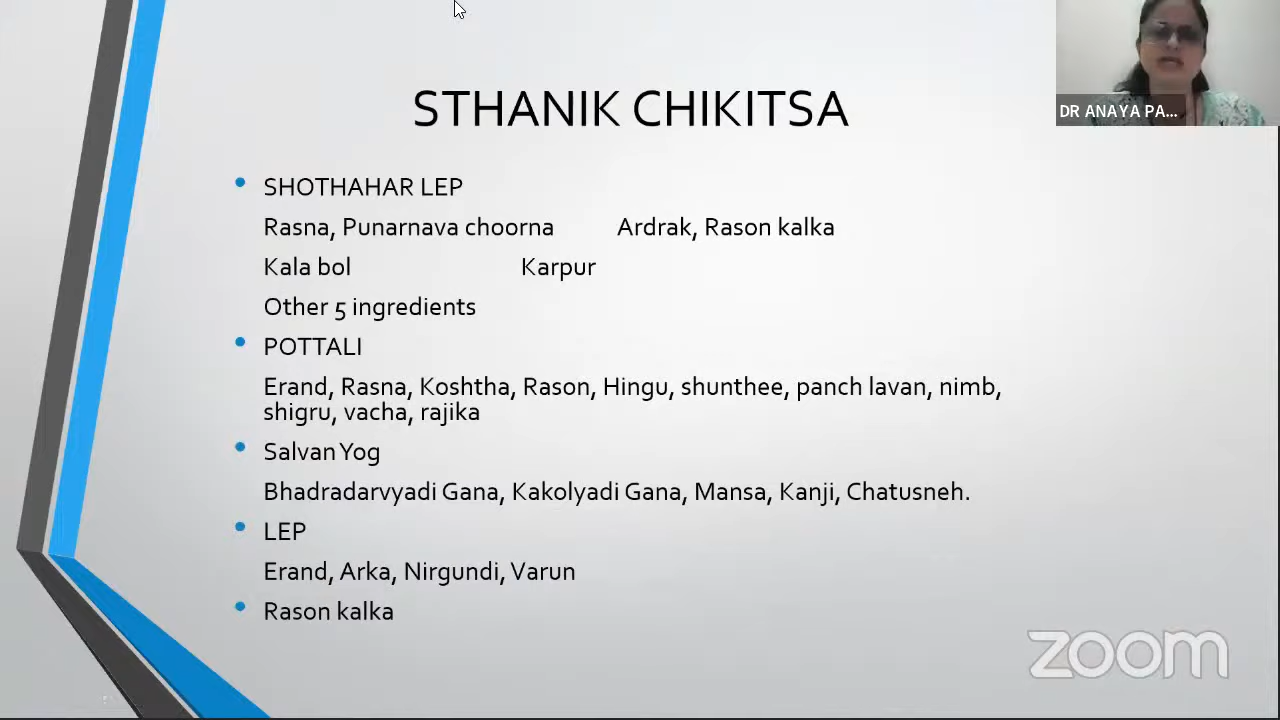 DR ANAYA PA...
STHANIK CHIKITSA
SHOTHAHAR LEP
Rasna, Punarnava choorna Ardrak, Rason kalka
Kala bol Karpur
Other 5 ingredients
POTTALI
Erand, Rasna, Koshtha, Rason, Hingu, shunthee, panch lavan, nimb,
shigru, vacha, rajika
Salvan Yog
Bhadradarvyadi Gana, Kakolyadi Gana, Mansa, Kanji, Chatusneh.
LEP
Erand, Arka, Nirgundi, Varun
Rason kalka
zoom